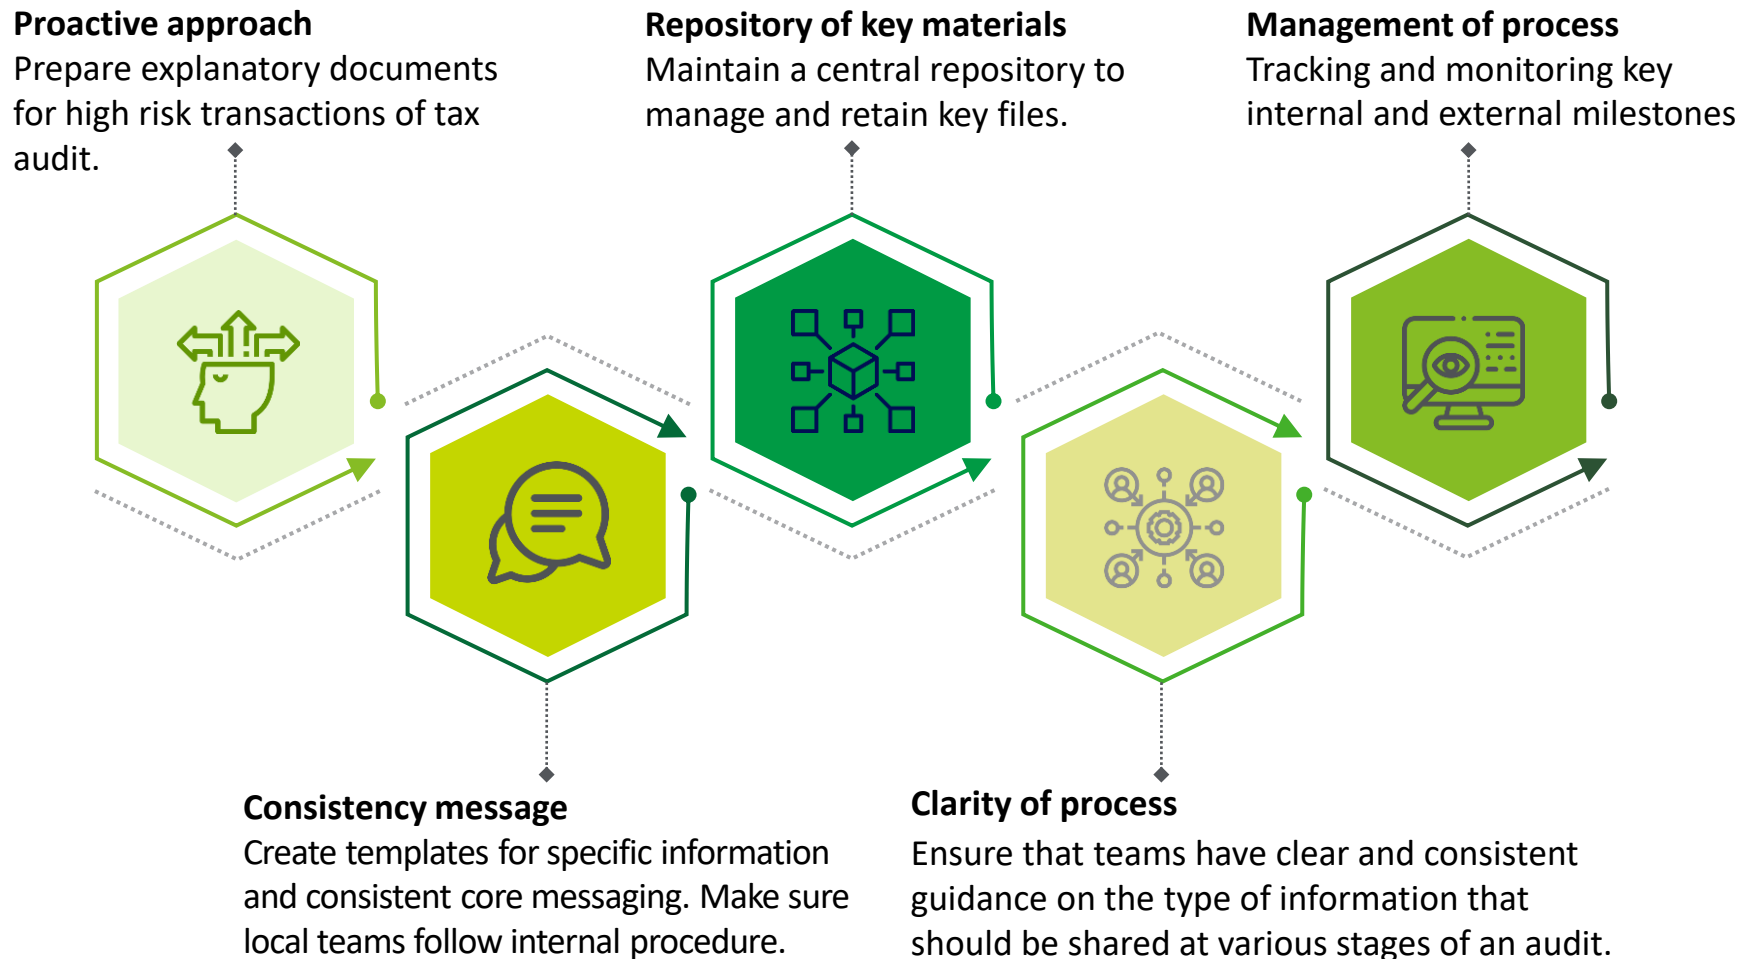 Proactive approach
Prepare explanatory documents
for high risk transactions of tax
audit.
Repository of key materials
Maintain a central repository to
manage and retain key files.
Management of process
Tracking and monitoring key
internal and external milestones
Consistency message
Create templates for specific information
and consistent core messaging. Make sure
local teams follow internal procedure.
Clarity of process
Ensure that teams have clear and consistent
guidance on the type of information that
should be shared at various stages of an audit.